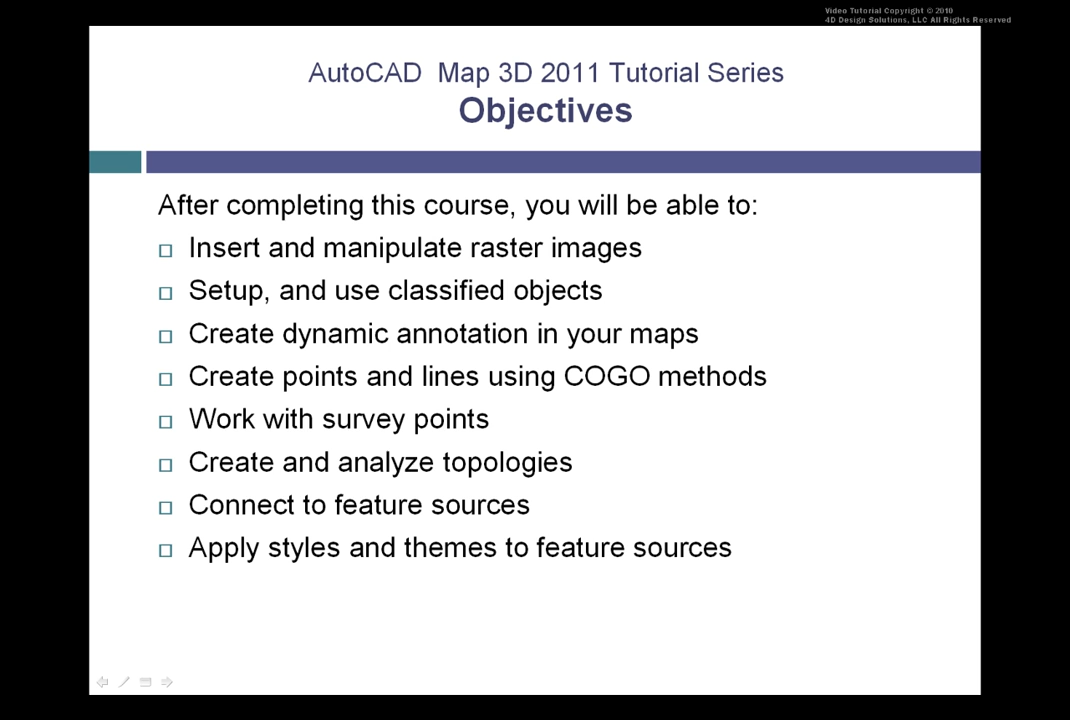 Video Tutorial Copyright © 2010
4D Design Solutions, LLC All Rights Reserved
AutoCAD Map 3D 2011 Tutorial Series
Objectives
After completing this course, you will be able to:
Insert and manipulate raster images
Setup, and use classified objects
Create dynamic annotation in your maps
Create points and lines using COGO methods
Work with survey points
Create and analyze topologies
Connect to feature sources
Apply styles and themes to feature sources